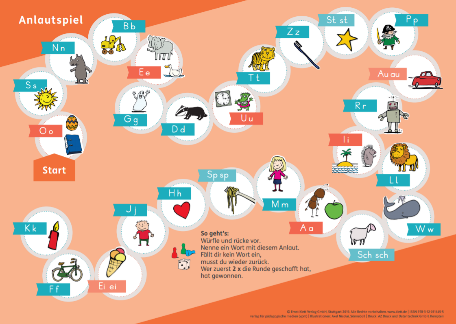 Anlautspiel
Oo
Start
Ss
Nn
Bb
Ee
Gg
Dd
Uu
Tt
Zz
St st
Pp
Au au
Rr
Ii
Ll
Ww
Sch sch
Aa
Mm
Sp sp
Hh
Jj
Ei ei
Ff
Kk
So geht's:
Würfle und rücke vor.
Nenne ein Wort mit diesem Anlaut.
Fällt dir kein Wort ein,
musst du wieder zurück.
Wer zuerst 2 x die Runde geschafft hat,
hat gewonnen.